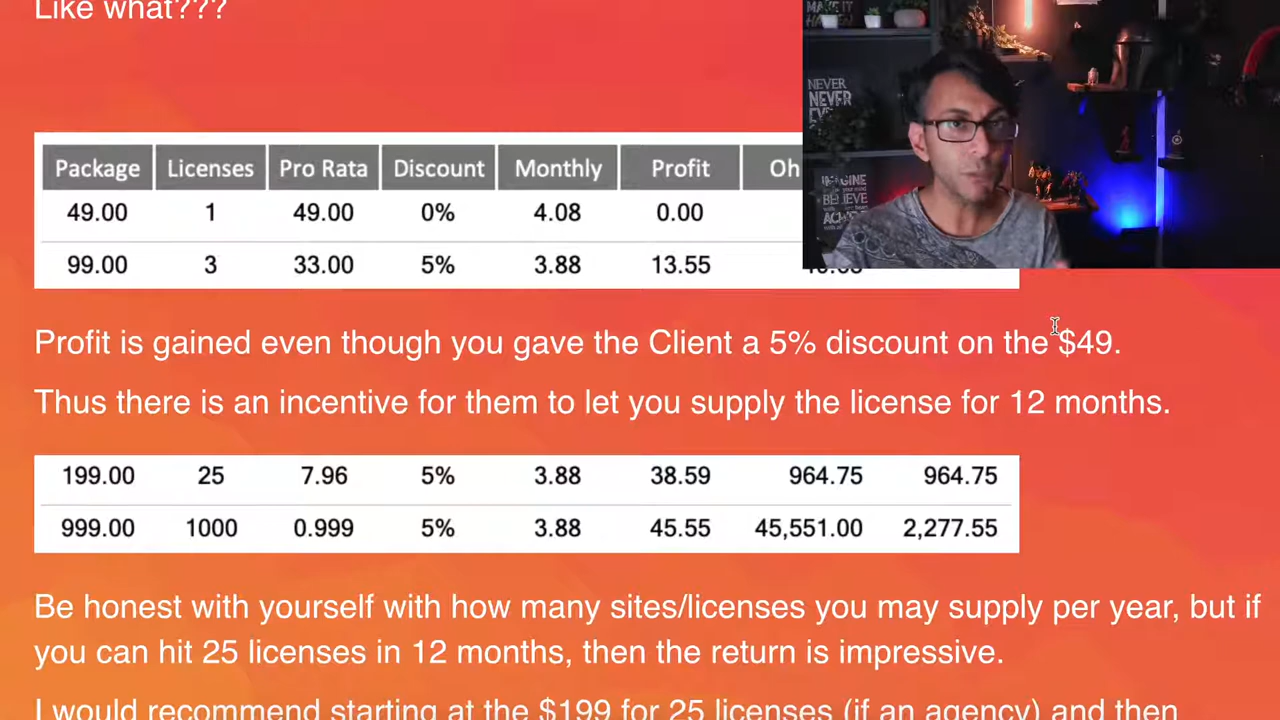 Like what???
MAKE IT
HAPPEN
NEVER
NEVER
Package Licenses Pro Rata Discount Monthly Profit Oh
49.00 1 49.00 0% 4.08 0.00
99.00 3 33.00 5% 3.88 13.55
Profit is gained even though you gave the Client a 5% discount on the $49.
Thus there is an incentive for them to let you supply the license for 12 months.
199.00 25 7.96 5% 3.88 38.59 964.75 964.75
999.00 1000 0.999 5% 3.88 45.55 45,551.00 2,277.55
Be honest with yourself with how many sites/licenses you may supply per year, but if
you can hit 25 licenses in 12 months, then the return is impressive.
I would recommend starting at the $199 for 25 licenses (if an agency) and then